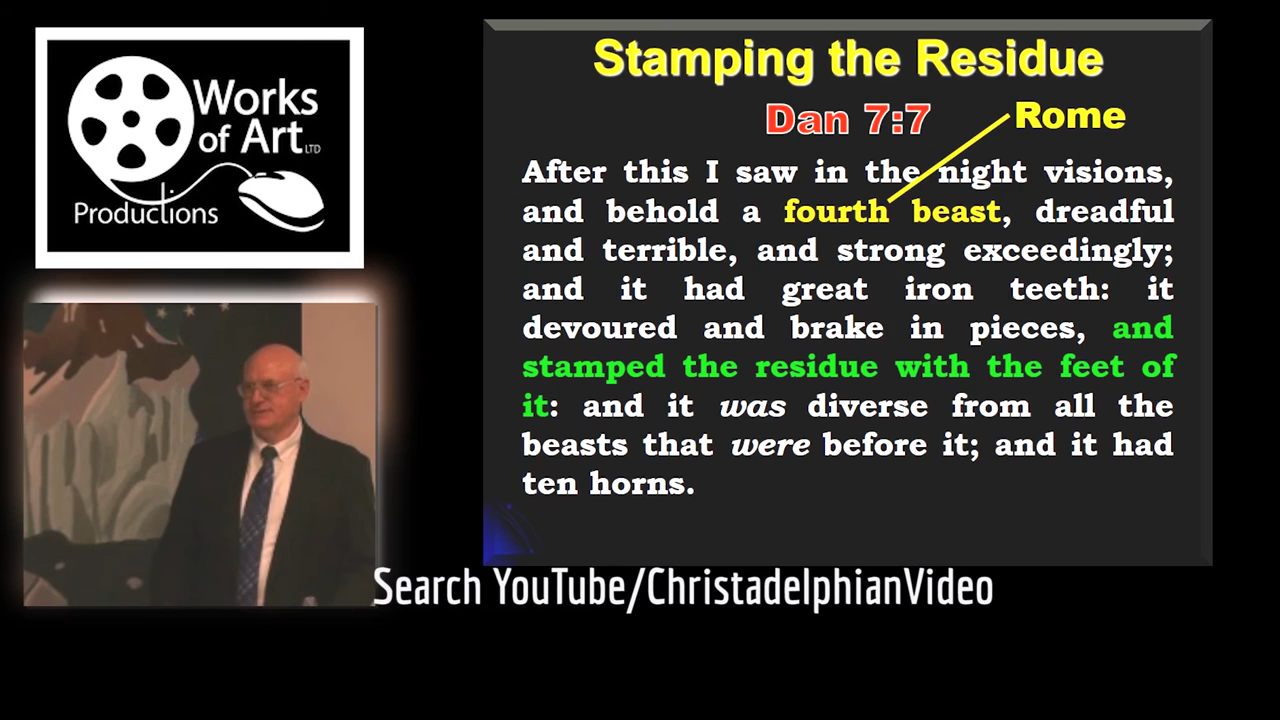 Works
of Art LTD
Productions
Stamping the Residue
Dan 7:7
Rome
After this I saw in the night visions,
and behold a fourth beast, dreadful
and terrible, and strong exceedingly;
and it had great iron teeth: it
devoured and brake in pieces, and
stamped the residue with the feet of
it: and it was diverse from all the
beasts that were before it; and it had
ten horns.
Search YouTube/ChristadelphianVideo